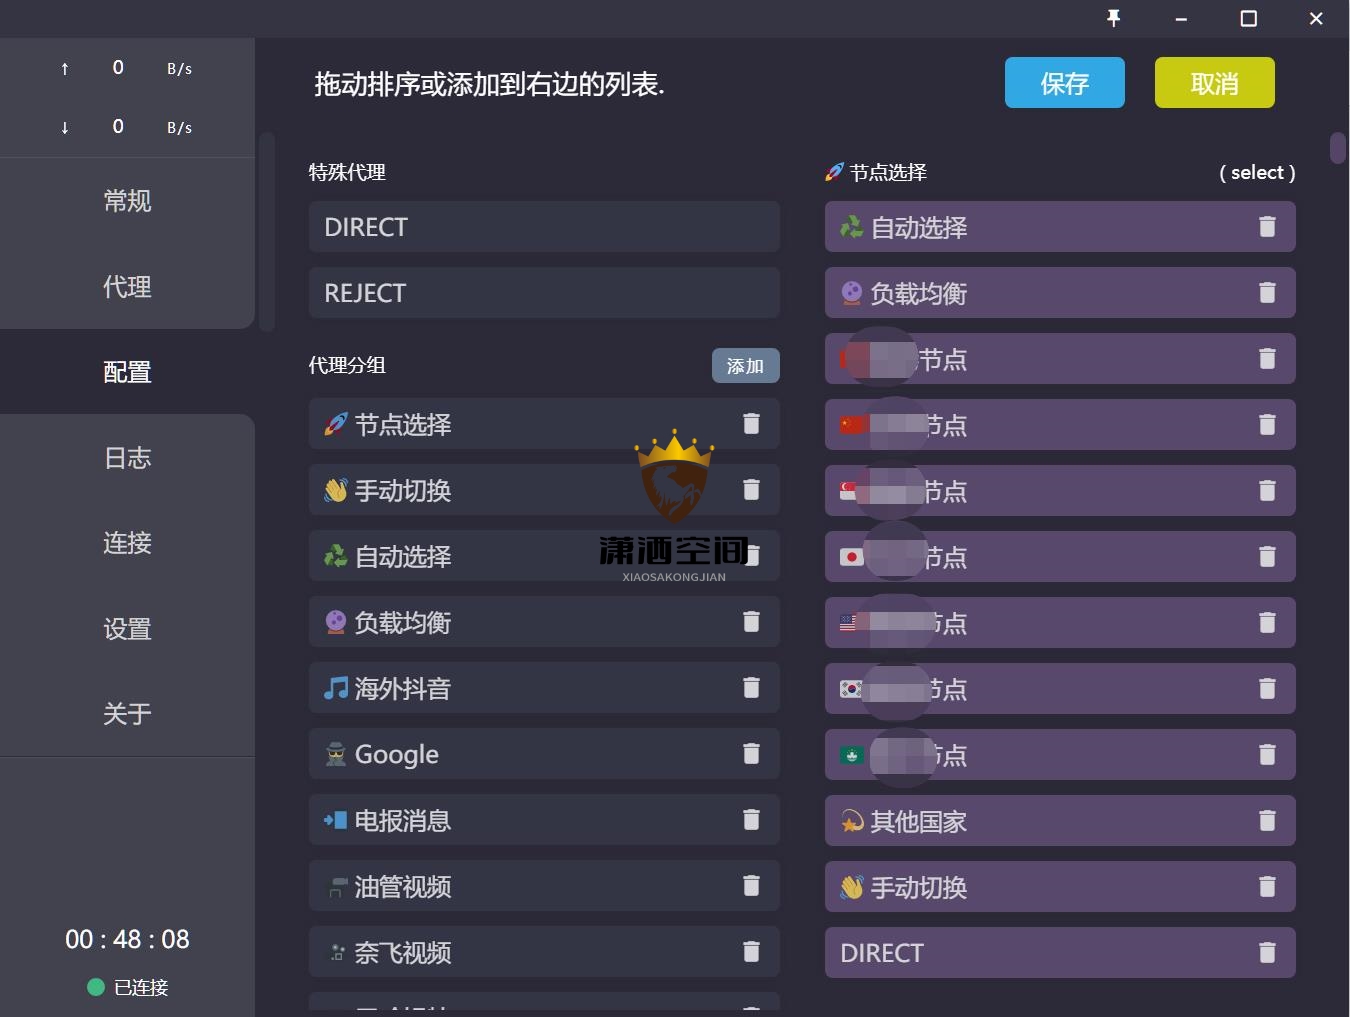 ↑ 0 B/s
↓ 0 B/s
常规
代理
配置
日志
连接
设置
关于
00 : 48 : 08
已连接
拖动排序或添加到右边的列表.
保存
取消
特殊代理
DIRECT
REJECT
代理分组
添加
节点选择
手动切换
自动选择
负载均衡
海外抖音
Google
电报消息
油管视频
奈飞视频
潇洒空间
XIAOSAKONGJIAN
节点选择 ( select )
自动选择
负载均衡
节点
节点
节点
节点
节点
节点
节点
其他国家
手动切换
DIRECT